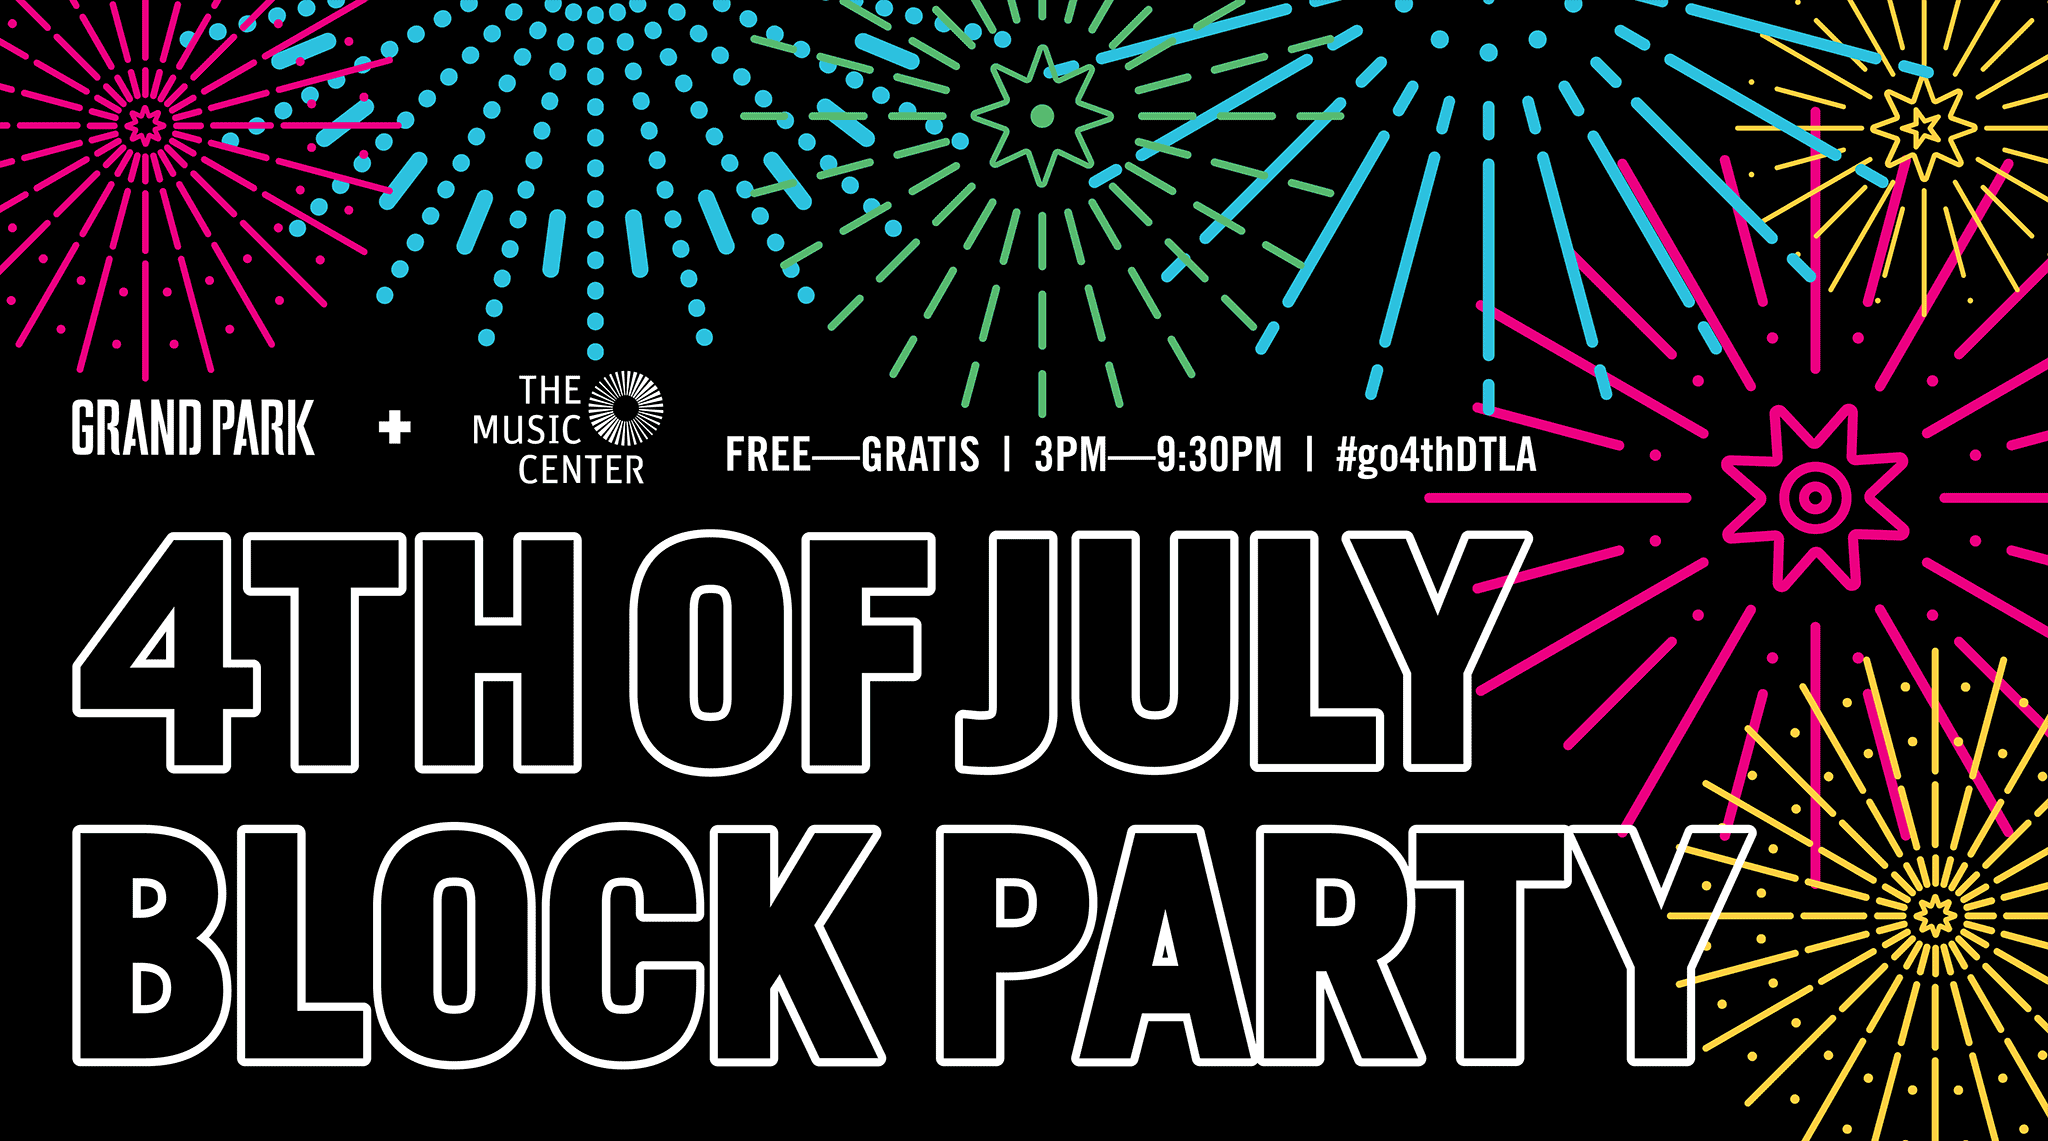 GRAND PARK + THE MUSIC CENTER
FREE—GRATIS | 3PM—9:30PM | #go4thDTLA
4TH OF JULY
BLOCK PARTY